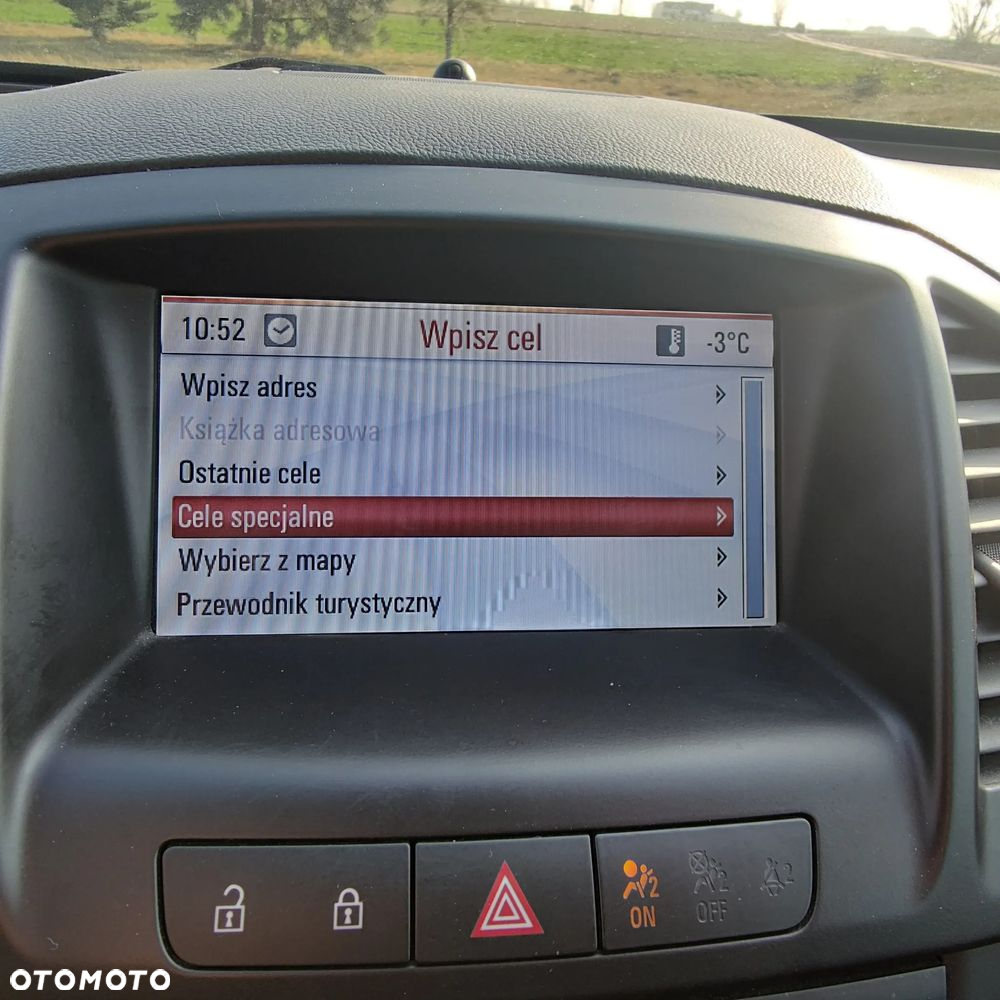 10:52 Wpisz cel -3°C
Wpisz adres
Książka adresowa
Ostatnie cele
Cele specjalne
Wybierz z mapy
Przewodnik turystyczny
2 2 2
ON OFF
OTOMOTO